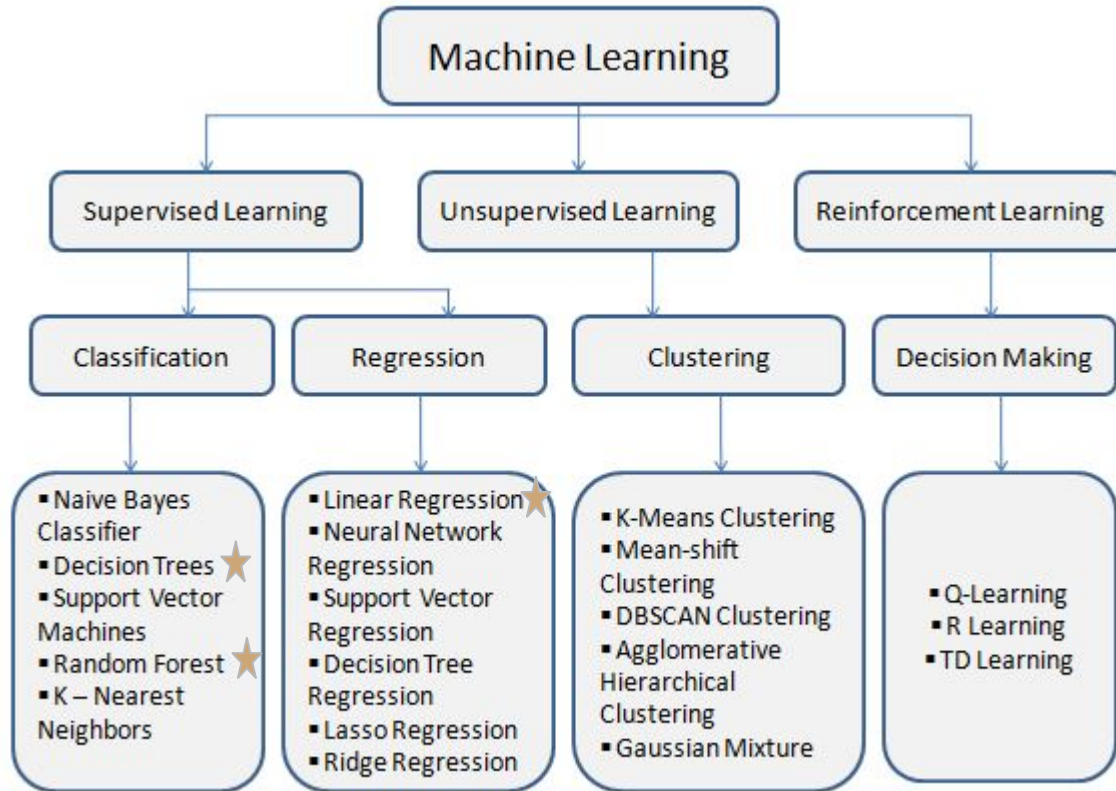 Machine Learning
Supervised Learning
Unsupervised Learning
Reinforcement Learning
Classification
Regression
Clustering
Decision Making
▪ Naive Bayes
Classifier
▪ Decision Trees
▪ Support Vector
Machines
▪ Random Forest
▪ K – Nearest
Neighbors
▪ Linear Regression
▪ Neural Network
Regression
▪ Support Vector
Regression
▪ Decision Tree
Regression
▪ Lasso Regression
▪ Ridge Regression
▪ K-Means Clustering
▪ Mean-shift
Clustering
▪ DBSCAN Clustering
▪ Agglomerative
Hierarchical
Clustering
▪ Gaussian Mixture
▪ Q-Learning
▪ R Learning
▪ TD Learning